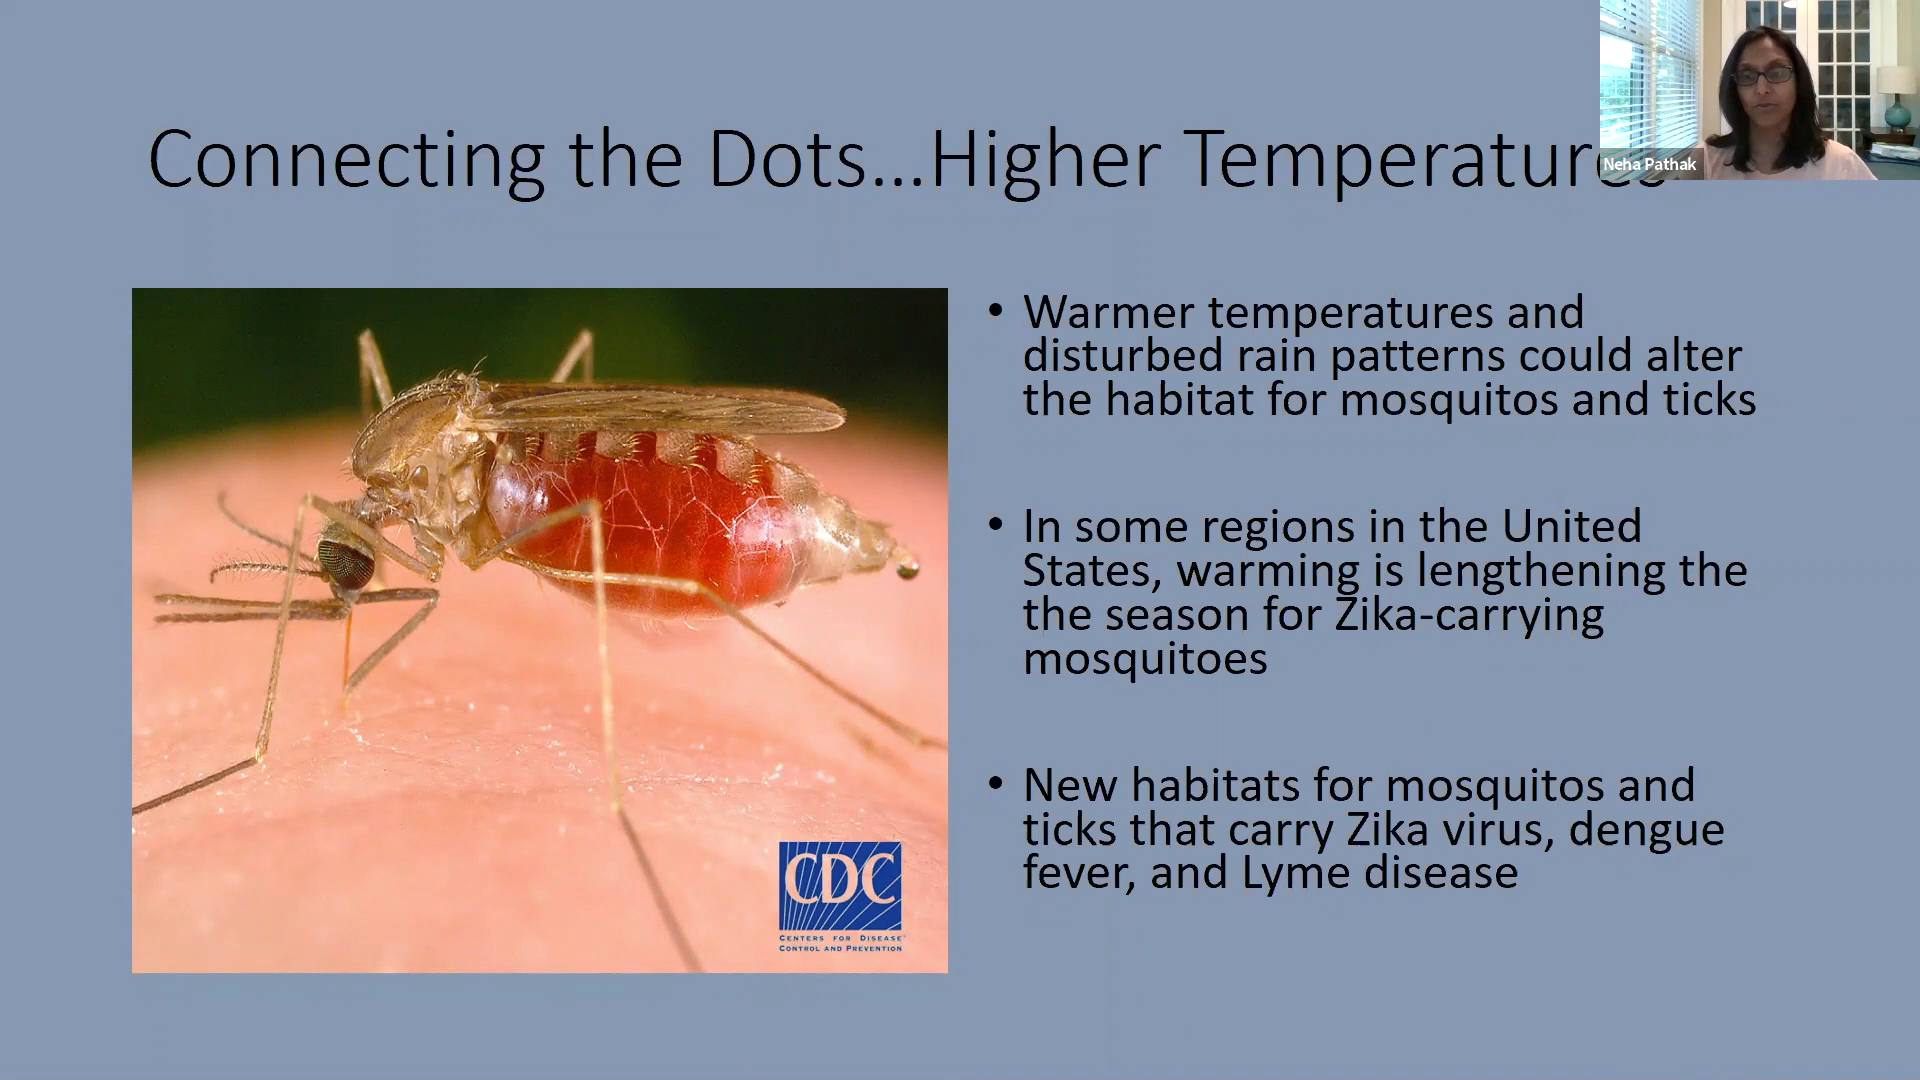 Connecting the Dots...Higher Temperatures
Neha Pathak
• Warmer temperatures and
disturbed rain patterns could alter
the habitat for mosquitos and ticks
• In some regions in the United
States, warming is lengthening the
the season for Zika-carrying
mosquitoes
• New habitats for mosquitos and
ticks that carry Zika virus, dengue
fever, and Lyme disease
CDC
CENTERS FOR DISEASE
CONTROL AND PREVENTION